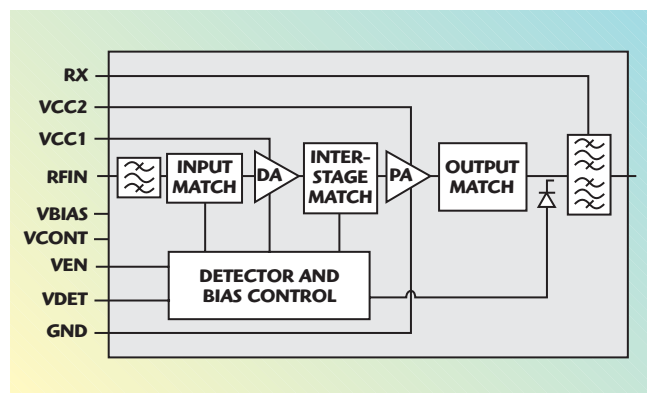 RX
VCC2
VCC1
RFIN
VBIAS
VCONT
VEN
VDET
GND
INPUT
MATCH
DA
INTER-
STAGE
MATCH
PA
OUTPUT
MATCH
DETECTOR AND
BIAS CONTROL